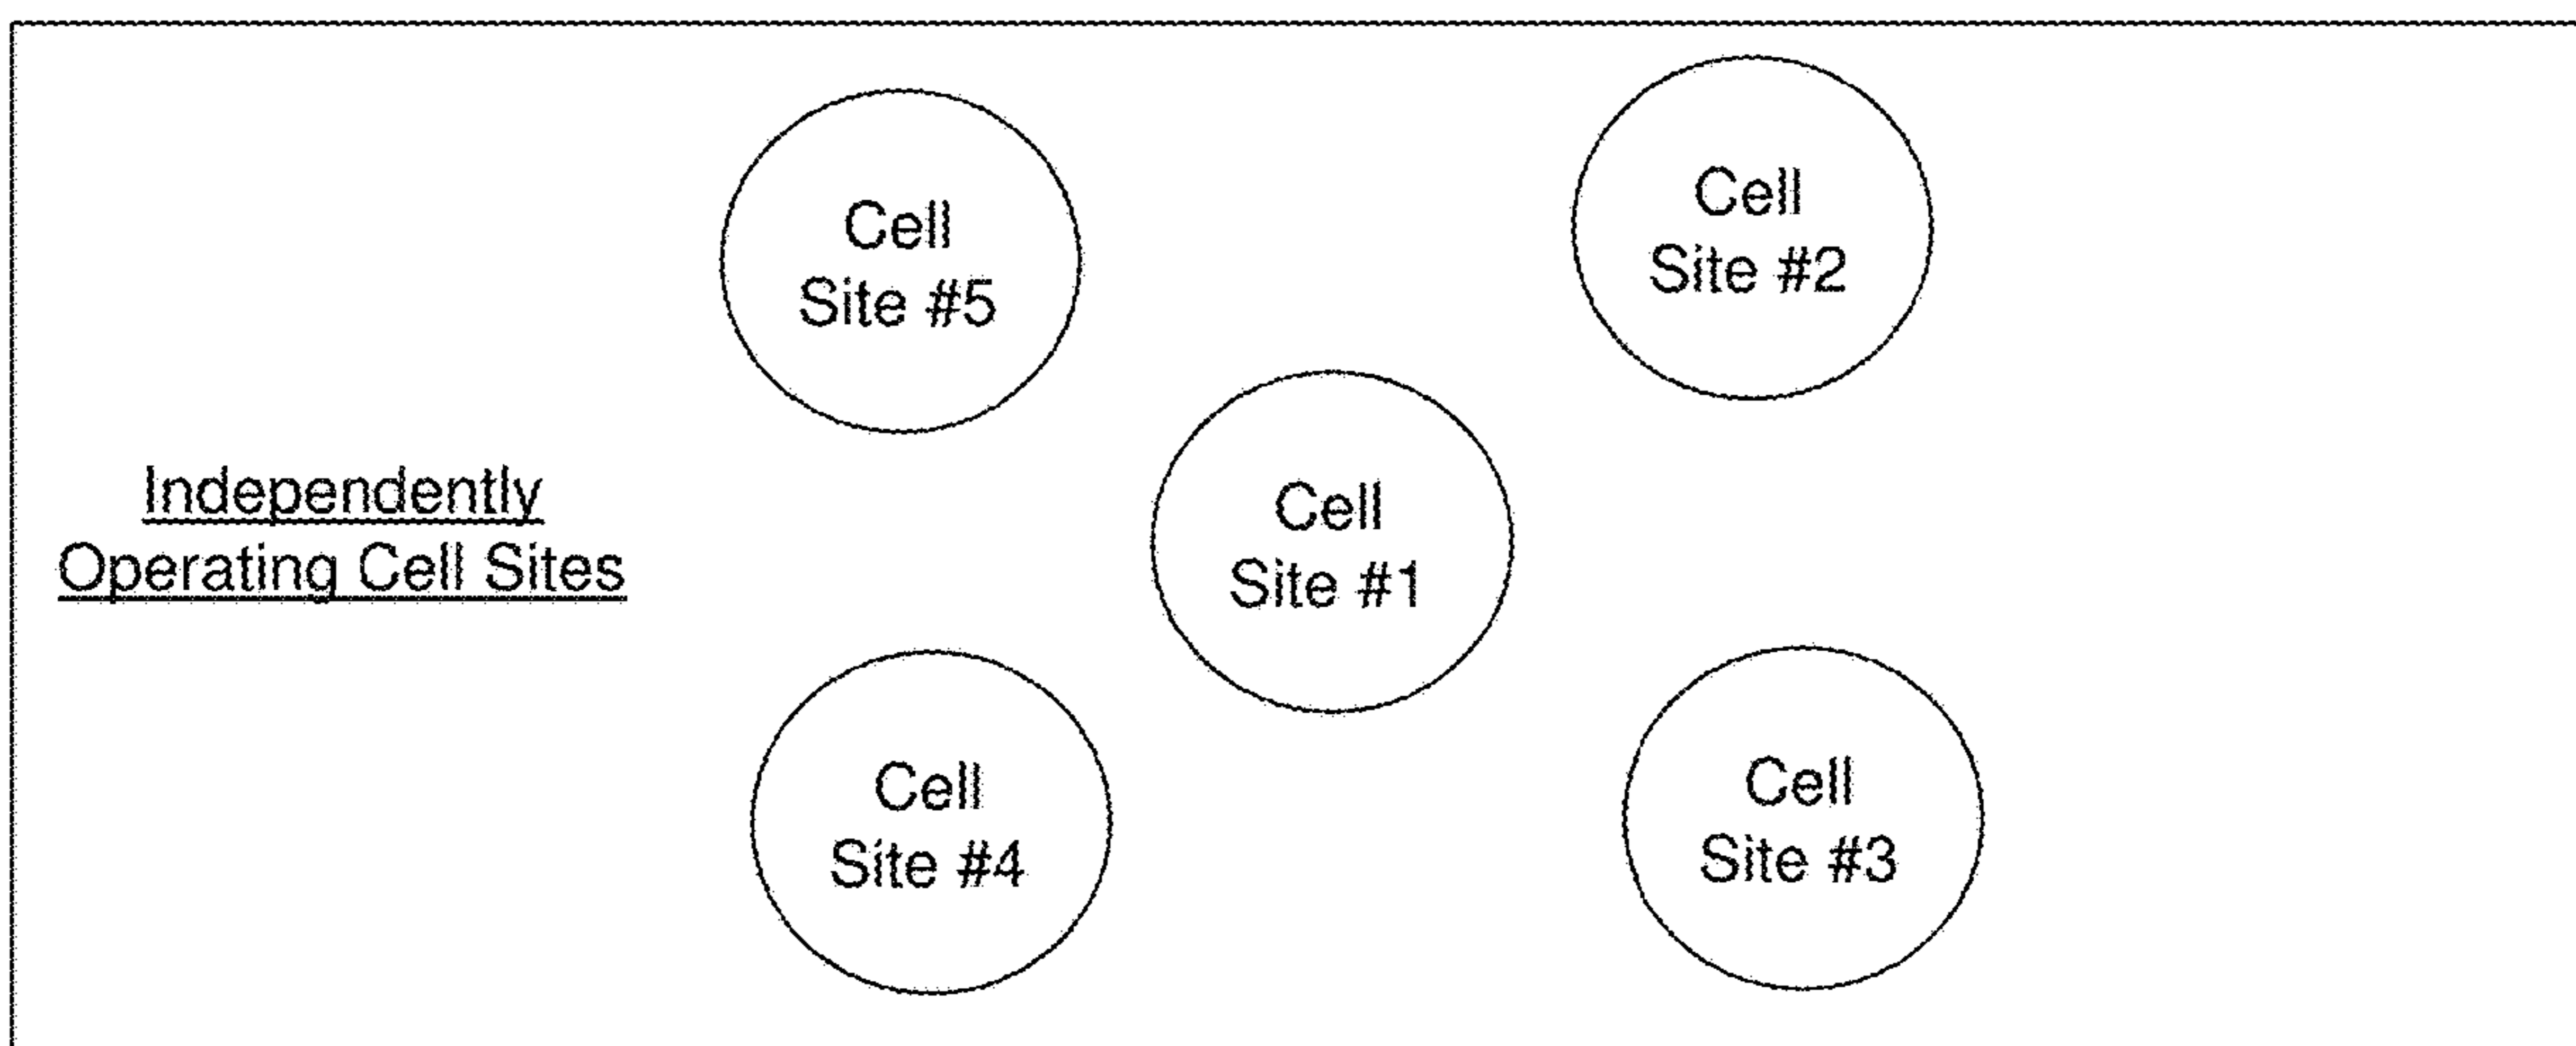 Independently
Operating Cell Sites
Cell
Site #5
Cell
Site #2
Cell
Site #1
Cell
Site #4
Cell
Site #3